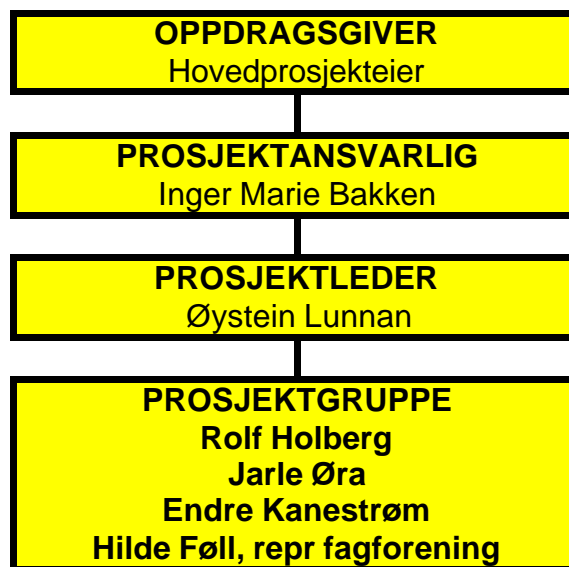 OPPDRAGSGIVER
Hovedprosjekteier
PROSJEKTANSVARLIG
Inger Marie Bakken
PROSJEKTLEDER
Øystein Lunnan
PROSJEKTGRUPPE
Rolf Holberg
Jarle Øra
Endre Kanestrøm
Hilde Føll, repr fagforening